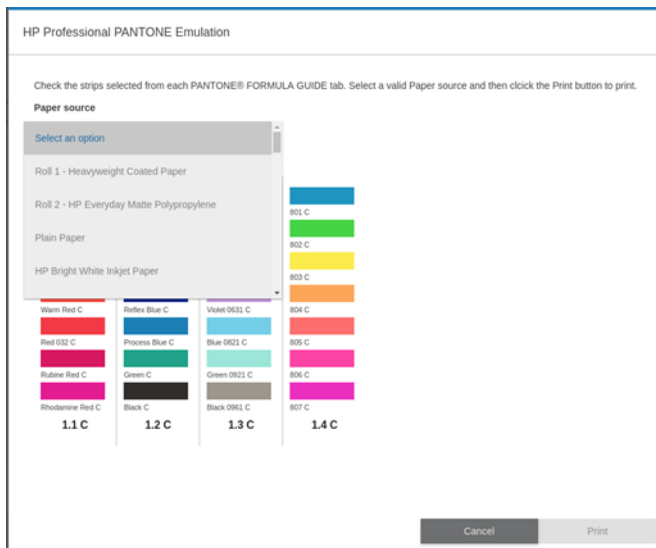 HP Professional PANTONE Emulation
Check the strips selected from each PANTONE® FORMULA GUIDE tab. Select a valid Paper source and then clcick the Print button to print.
Paper source
Select an option
Roll 1 - Heavyweight Coated Paper
Roll 2 - HP Everyday Matte Polypropylene
Plain Paper
HP Bright White Inkjet Paper
801 C
802 C
803 C
Warm Red C Reflex Blue C Violet 0631 C 804 C
Red 032 C Process Blue C Blue 0821 C 805 C
Rubine Red C Green C Green 0921 C 806 C
Rhodamine Red C Black C Black 0961 C 807 C
1.1 C 1.2 C 1.3 C 1.4 C
Cancel Print